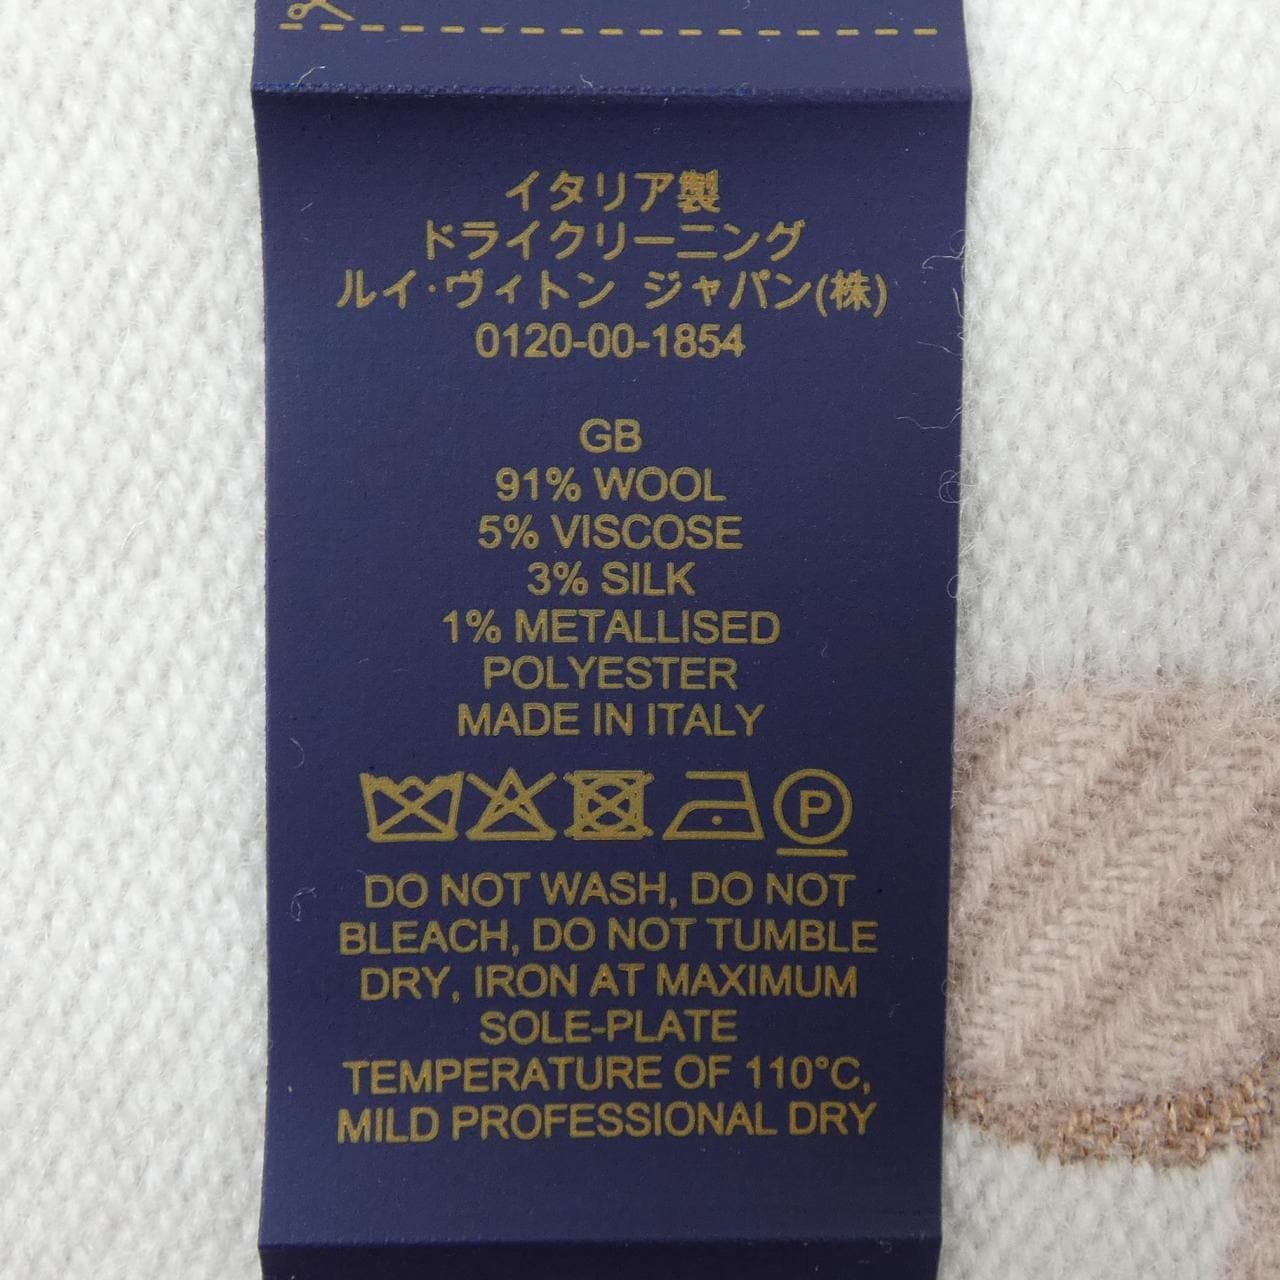 イタリア製
ドライクリーニング
ルイ·ヴィトン ジャパン(株)
0120-00-1854
GB
91% WOOL
5% VISCOSE
3% SILK
1% METALLISED
POLYESTER
MADE IN ITALY
P
DO NOT WASH, DO NOT
BLEACH, DO NOT TUMBLE
DRY, IRON AT MAXIMUM
SOLE-PLATE
TEMPERATURE OF 110°C,
MILD PROFESSIONAL DRY